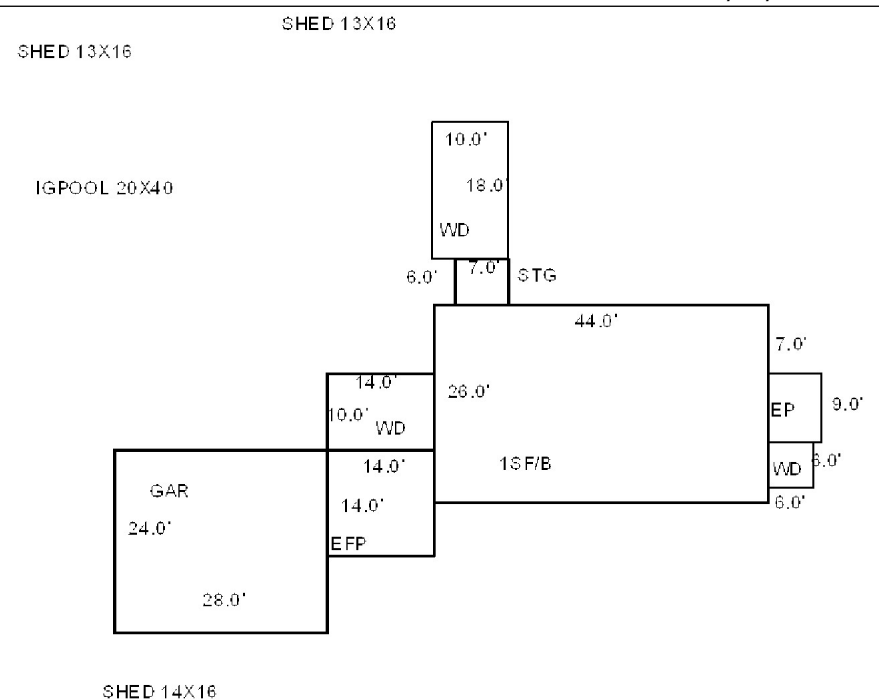 SHED 13X16
SHED 13X16
10.0'
18.0'
IGPOOL 20X40
WD
6.0'
7.0'
STG
44.0'
7.0'
14.0'
26.0'
10.0'
WD
EP
9.0'
14.0'
1SF/B
WD
6.0'
GAR
14.0'
6.0'
24.0'
EFP
28.0'
SHED 14X16